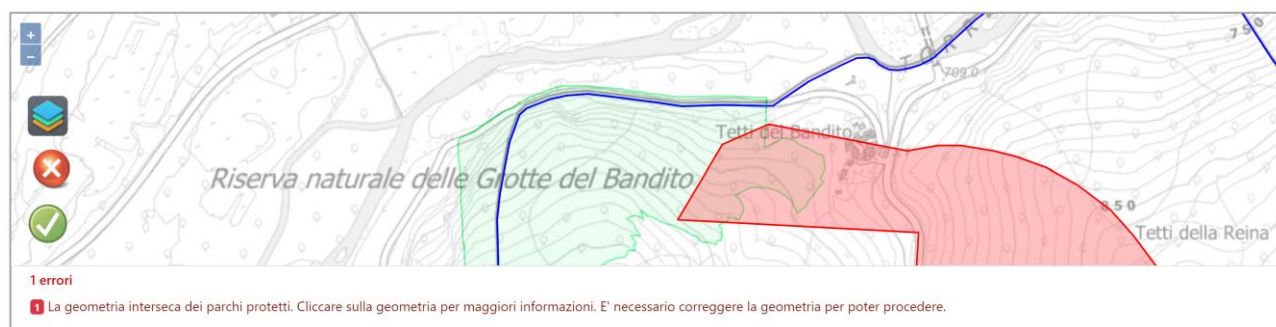 +
750
−
TORR
709.0
Tetti del Bandito
Riserva naturale delle Grotte del Bandito
850
Tetti della Reina
1 errori
1 La geometria interseca dei parchi protetti. Cliccare sulla geometria per maggiori informazioni. E' necessario correggere la geometria per poter procedere.